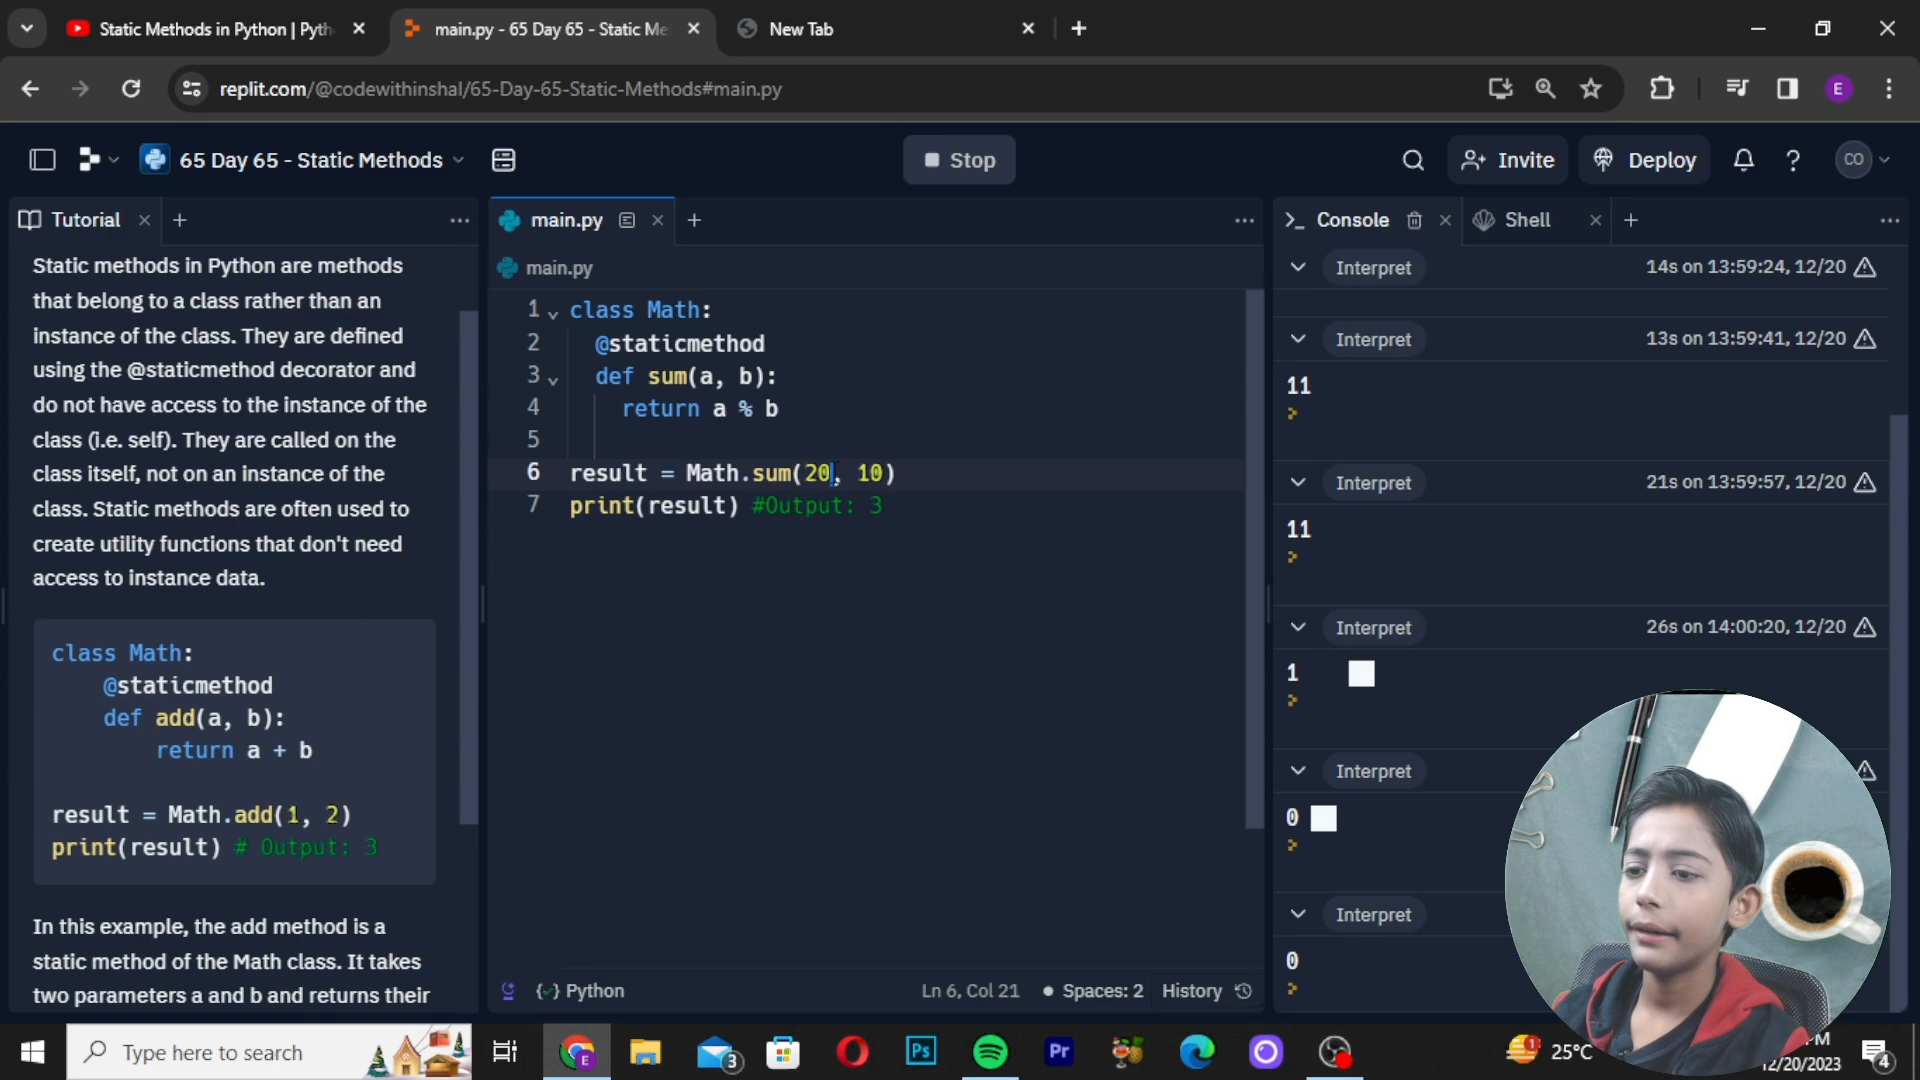 Static Methods in Python | Pyth
main.py - 65 Day 65 - Static Me
New Tab
replit.com/@codewithinshal/65-Day-65-Static-Methods#main.py
E
65 Day 65 - Static Methods
Stop
Invite
Deploy
CO
Tutorial
main.py
Console
Shell
Static methods in Python are methods
that belong to a class rather than an
instance of the class. They are defined
using the @staticmethod decorator and
do not have access to the instance of the
class (i.e. self). They are called on the
class itself, not on an instance of the
class. Static methods are often used to
create utility functions that don't need
access to instance data.
class Math:
@staticmethod
def add(a, b):
return a + b
result = Math.add(1, 2)
print(result) # Output: 3
In this example, the add method is a
static method of the Math class. It takes
two parameters a and b and returns their
main.py
1 class Math:
2 @staticmethod
3 def sum(a, b):
4 return a % b
5
6 result = Math.sum(20, 10)
7 print(result) #Output: 3
Python
Ln 6, Col 21
Spaces: 2
History
Interpret
14s on 13:59:24, 12/20
Interpret
13s on 13:59:41, 12/20
11
Interpret
21s on 13:59:57, 12/20
11
Interpret
26s on 14:00:20, 12/20
1
Interpret
0
Interpret
0
Type here to search
3
Ps
Pr
1
25°C
PM
12/20/2023
4